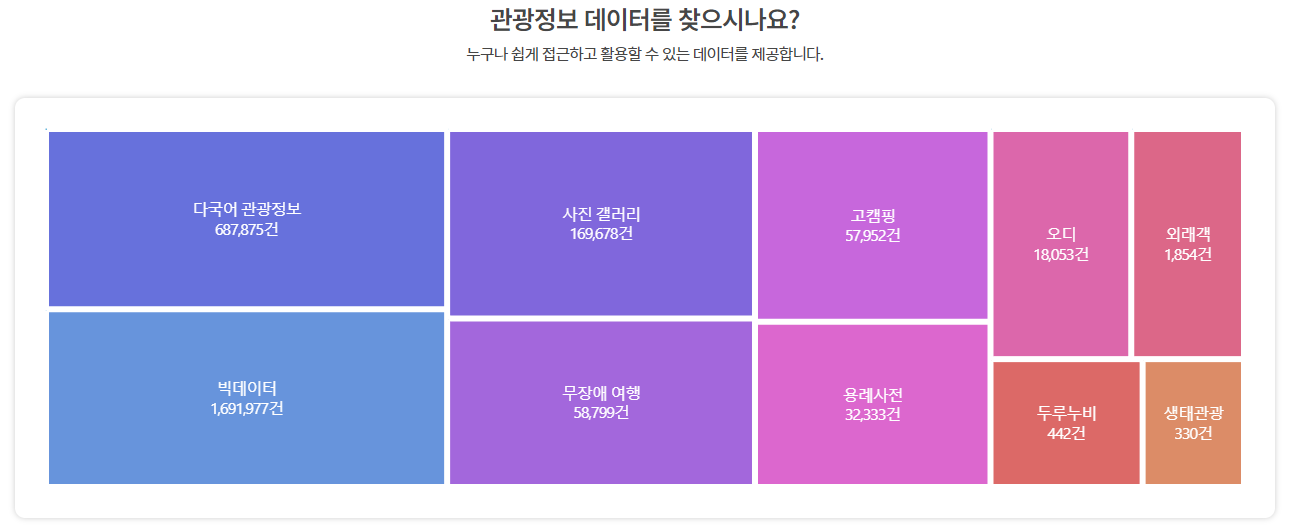 관광정보 데이터를 찾으시나요?
누구나 쉽게 접근하고 활용할 수 있는 데이터를 제공합니다.
다국어 관광정보
687,875건
빅데이터
1,691,977건
사진 갤러리
169,678건
무장애 여행
58,799건
고캠핑
57,952건
용례사전
32,333건
오디
18,053건
외래객
1,854건
두루누비
442건
생태관광
330건